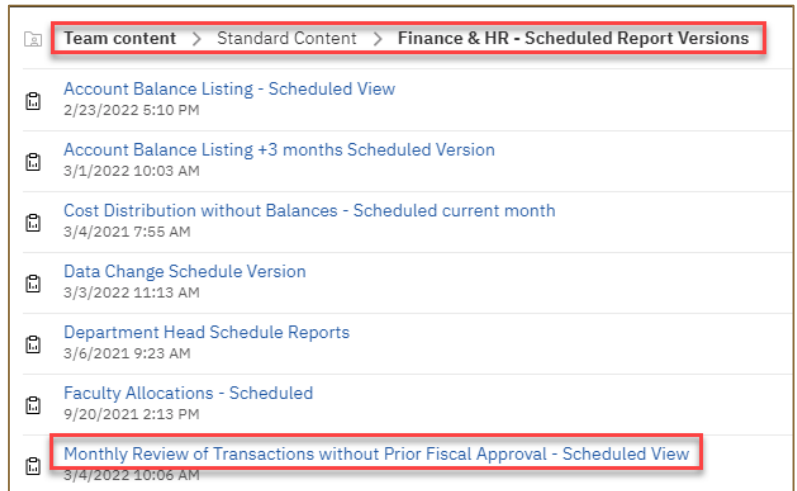 Team content > Standard Content > Finance & HR - Scheduled Report Versions
Account Balance Listing - Scheduled View
2/23/2022 5:10 PM
Account Balance Listing +3 months Scheduled Version
3/1/2022 10:03 AM
Cost Distribution without Balances - Scheduled current month
3/4/2021 7:55 AM
Data Change Schedule Version
3/3/2022 11:13 AM
Department Head Schedule Reports
3/6/2021 9:23 AM
Faculty Allocations - Scheduled
9/20/2021 2:13 PM
Monthly Review of Transactions without Prior Fiscal Approval - Scheduled View
3/4/2022 10:06 AM